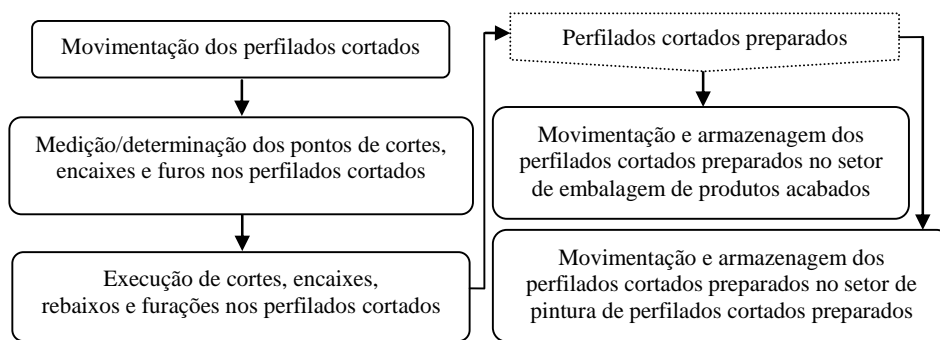 Movimentação dos perfilados cortados
Medição/determinação dos pontos de cortes,
encaixes e furos nos perfilados cortados
Execução de cortes, encaixes,
rebaixos e furações nos perfilados cortados
Perfilados cortados preparados
Movimentação e armazenagem dos
perfilados cortados preparados no setor
de embalagem de produtos acabados
Movimentação e armazenagem dos
perfilados cortados preparados no setor de
pintura de perfilados cortados preparados